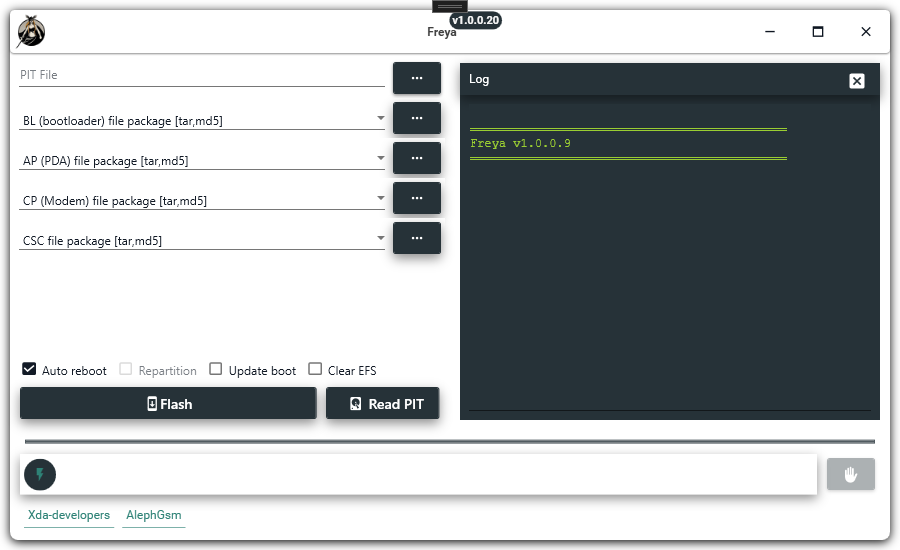 v1.0.0.20
Freya
PIT File
...
BL (bootloader) file package [tar,md5]
...
AP (PDA) file package [tar,md5]
...
CP (Modem) file package [tar,md5]
...
CSC file package [tar,md5]
...
Auto reboot Repartition Update boot Clear EFS
Flash Read PIT
Log
Freya v1.0.0.9
Xda-developers AlephGsm